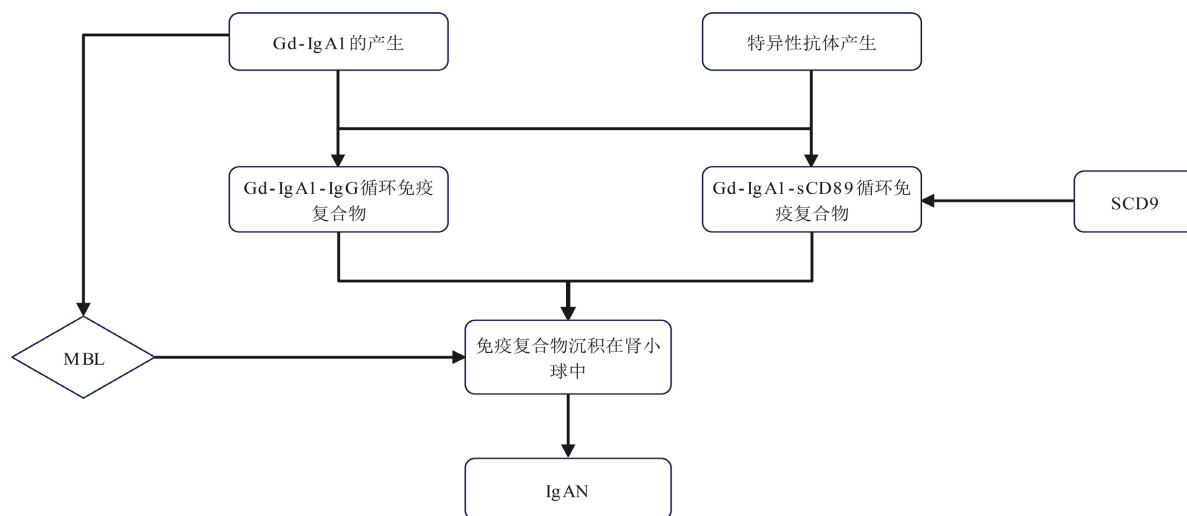 Gd-IgA1的产生
特异性抗体产生
Gd-IgA1-IgG循环免疫
复合物
Gd-IgA1-sCD89循环免
疫复合物
SCD9
MBL
免疫复合物沉积在肾小
球中
IgAN